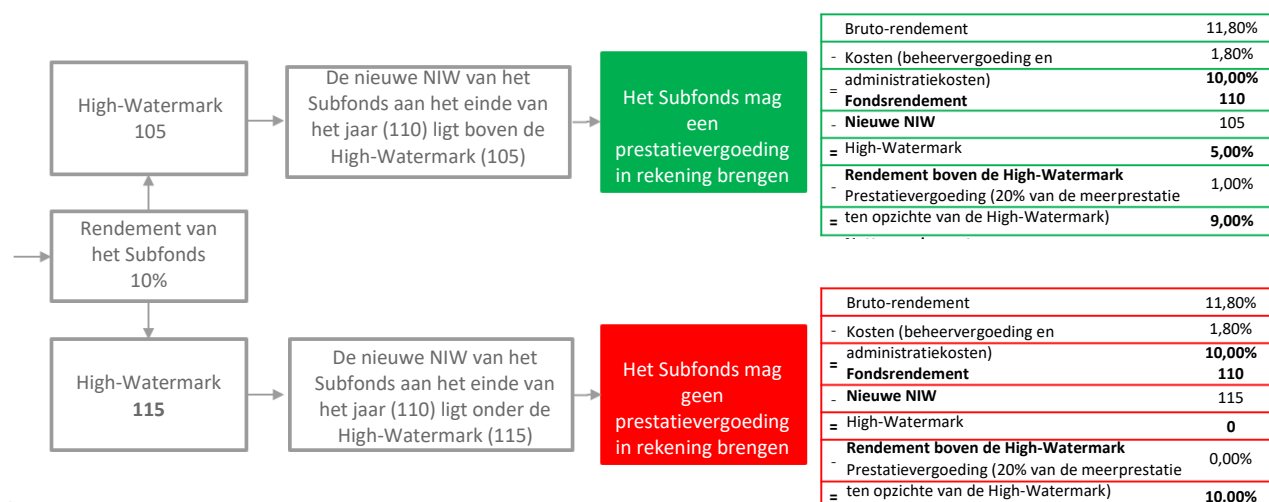 High-Watermark
105
De nieuwe NIW van het
Subfonds aan het einde van
het jaar (110) ligt boven de
High-Watermark (105)
Het Subfonds mag
een
prestatievergoeding
in rekening brengen
Rendement van
het Subfonds
10%
High-Watermark
115
De nieuwe NIW van het
Subfonds aan het einde van
het jaar (110) ligt onder de
High-Watermark (115)
Het Subfonds mag
geen
prestatievergoeding
in rekening brengen
Bruto-rendement 11,80%
- Kosten (beheervergoeding en 1,80%
= administratiekosten) 10,00%
Fondsrendement 110
- Nieuwe NIW 105
= High-Watermark 5,00%
Rendement boven de High-Watermark
- Prestatievergoeding (20% van de meerprestatie 1,00%
= ten opzichte van de High-Watermark) 9,00%
Bruto-rendement 11,80%
- Kosten (beheervergoeding en 1,80%
= administratiekosten) 10,00%
Fondsrendement 110
- Nieuwe NIW 115
= High-Watermark 0
Rendement boven de High-Watermark
- Prestatievergoeding (20% van de meerprestatie 0,00%
= ten opzichte van de High-Watermark) 10,00%